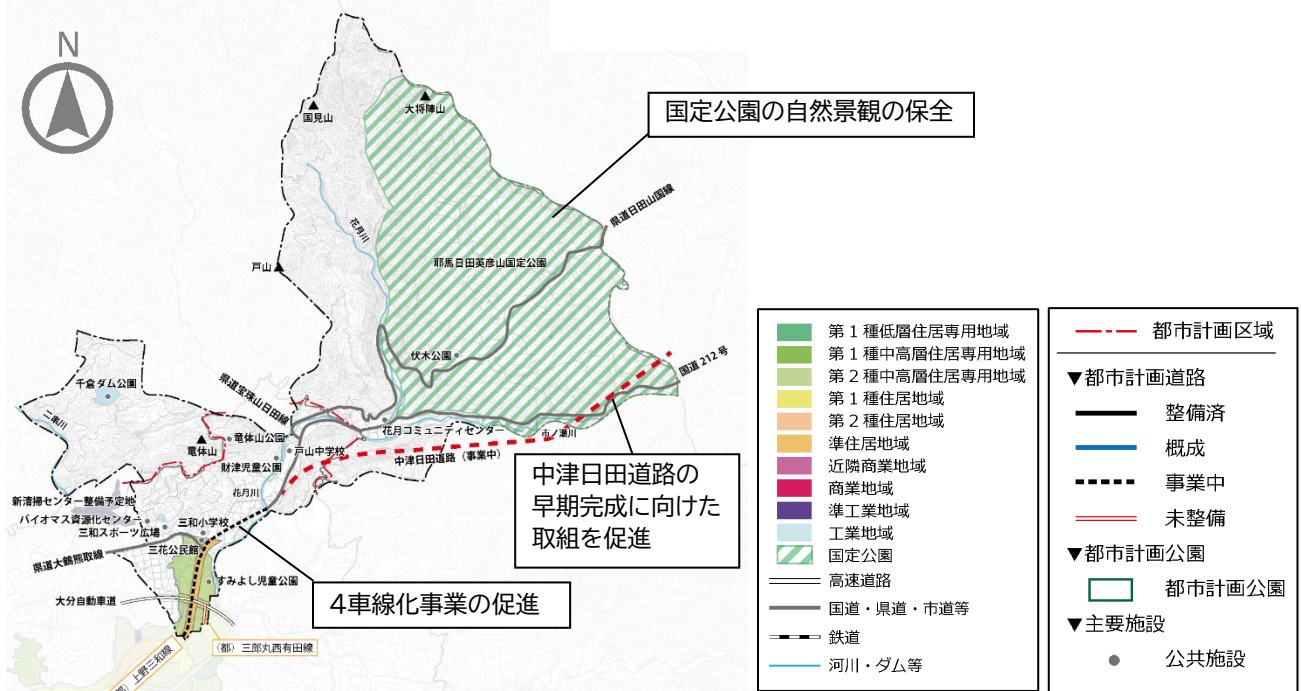 N
国見山
大将陣山
国定公園の自然景観の保全
県道日田山国線
花月川
耶馬日田英彦山国定公園
戸山
伏木公園
国道212号
千倉ダム公園
県道宝珠山日田線
二串川
花月コミュニティセンター
市ノ瀬川
竜体山
竜体山公園
戸山中学校
中津日田道路（事業中）
財津児童公園
花月川
新清掃センター整備予定地
バイオマス資源化センター
三和小学校
三和スポーツ広場
三花公民館
県道大鶴熊取線
すみよし児童公園
大分自動車道
（都）三郎丸西有田線
（都）上野三和線
中津日田道路の
早期完成に向けた
取組を促進
4車線化事業の促進
第１種低層住居専用地域
第１種中高層住居専用地域
第２種中高層住居専用地域
第１種住居地域
第２種住居地域
準住居地域
近隣商業地域
商業地域
準工業地域
工業地域
国定公園
高速道路
国道・県道・市道等
鉄道
河川・ダム等
都市計画区域
▼都市計画道路
整備済
概成
事業中
未整備
▼都市計画公園
都市計画公園
▼主要施設
公共施設